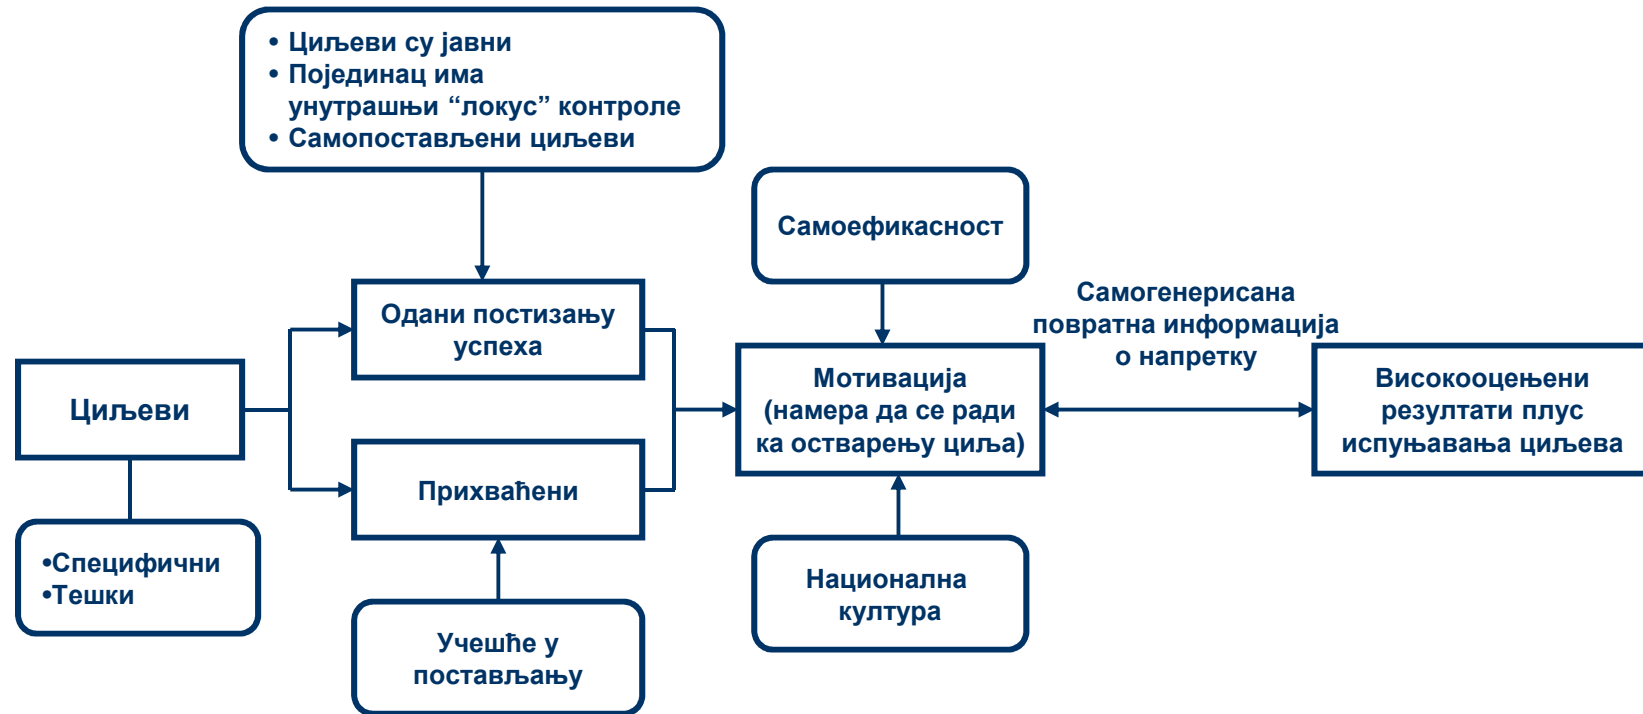 • Циљеви су јавни
• Појединац има
унутрашњи “локус” контроле
• Самопостављени циљеви
Самоефикасност
Самогенерисана
повратна информација
о напретку
Одани постизању
успеха
Циљеви
Мотивација
(намера да се ради
ка остварењу циља)
Високооцењени
резултати плус
испуњавања циљева
Прихваћени
•Специфични
•Тешки
Национална
култура
Учешће у
постављању